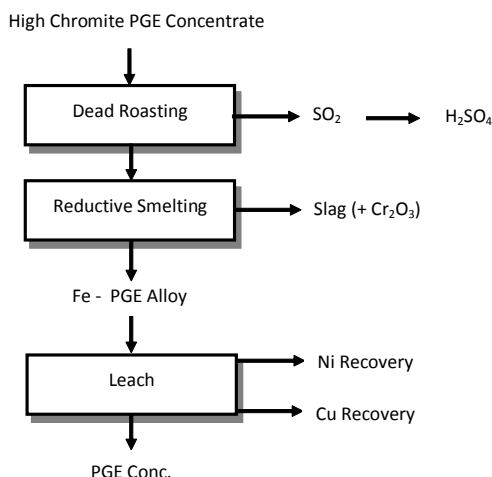 High Chromite PGE Concentrate
Dead Roasting
SO₂
H₂SO₄
Reductive Smelting
Slag (+ Cr₂O₃)
Fe - PGE Alloy
Leach
Ni Recovery
Cu Recovery
PGE Conc.